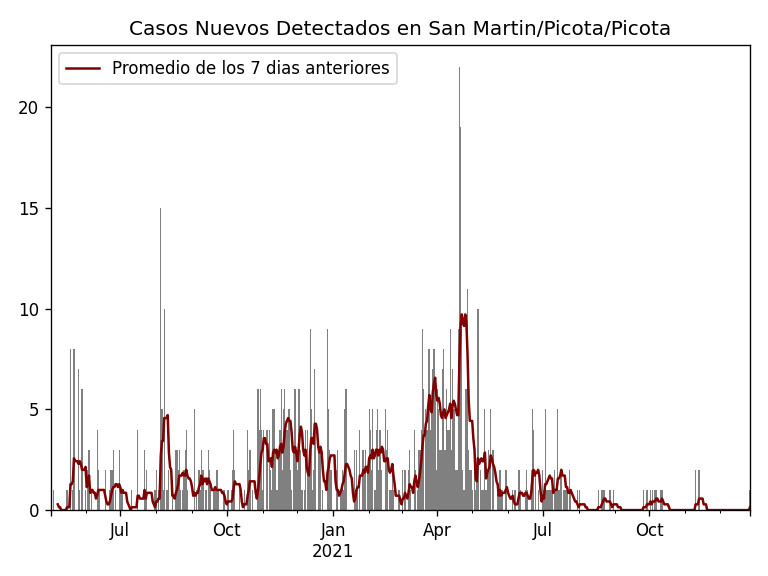 Casos Nuevos Detectados en San Martin/Picota/Picota
Promedio de los 7 dias anteriores
20
15
10
5
0
Jul Oct Jan Apr Jul Oct
2021